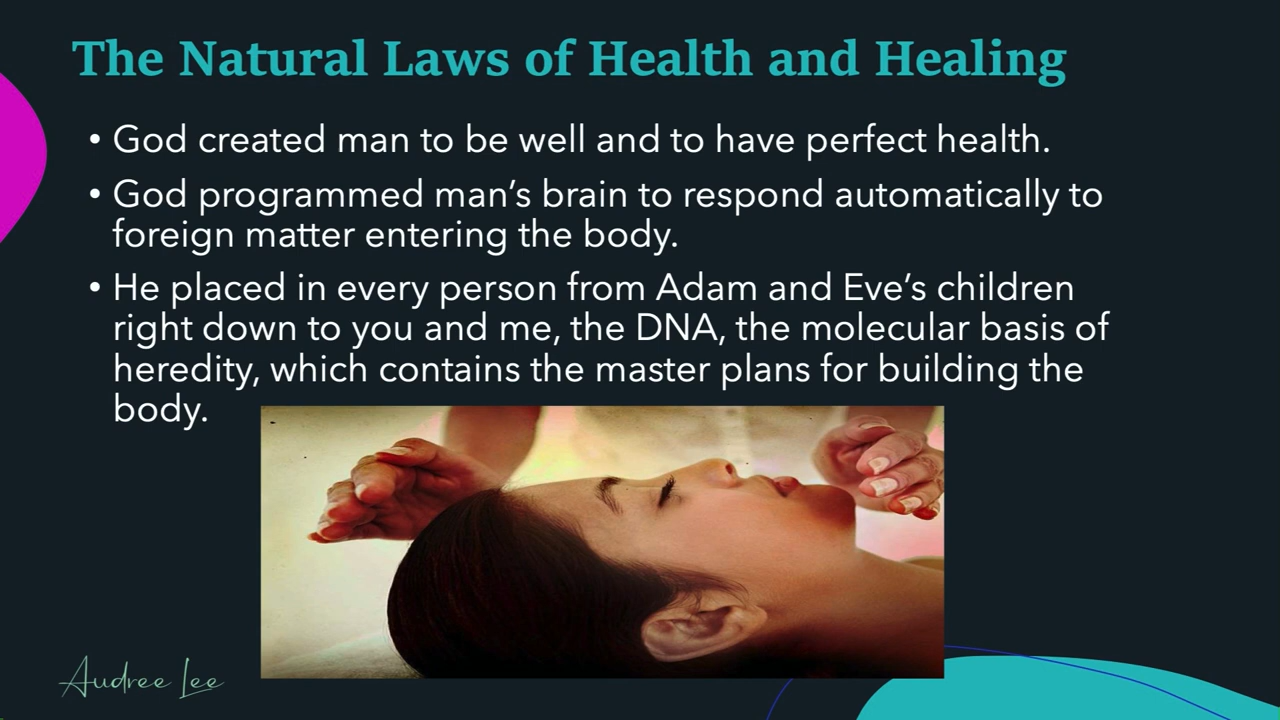 The Natural Laws of Health and Healing
• God created man to be well and to have perfect health.
• God programmed man’s brain to respond automatically to
foreign matter entering the body.
• He placed in every person from Adam and Eve’s children
right down to you and me, the DNA, the molecular basis of
heredity, which contains the master plans for building the
body.
Audree Lee